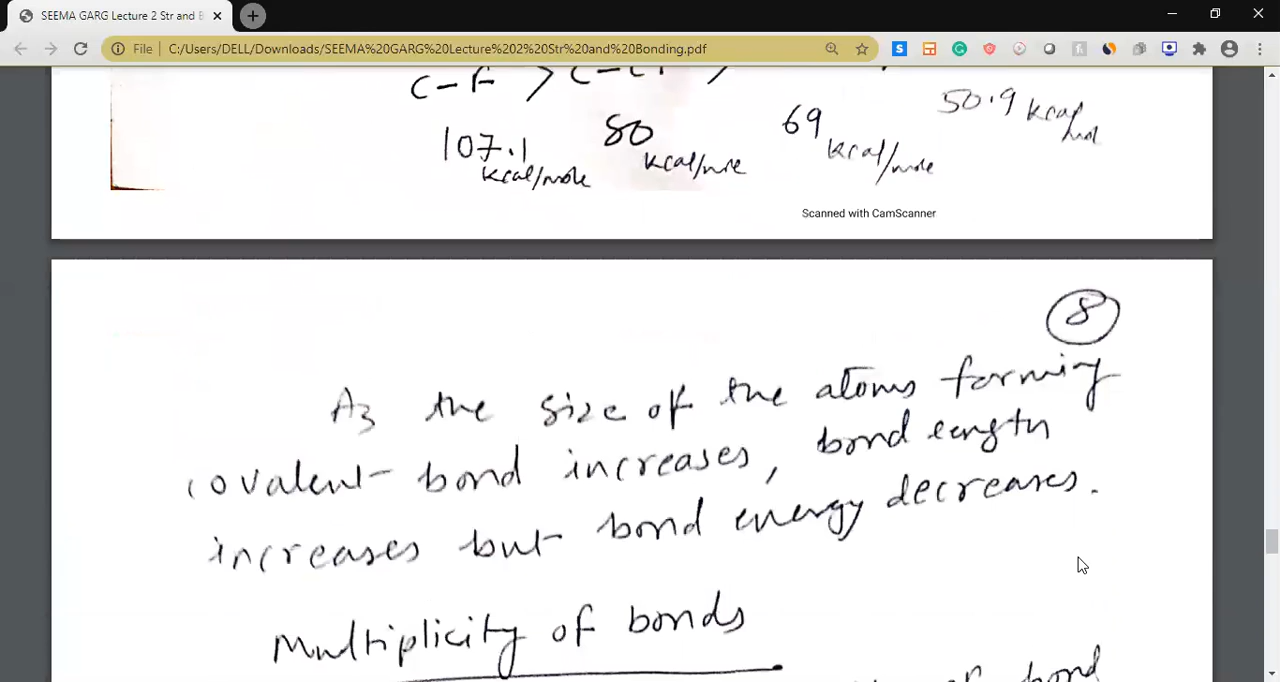 SEEMA GARG Lecture 2 Str and B
File C:/Users/DELL/Downloads/SEEMA%20GARG%20Lecture%202%20Str%20and%20Bonding.pdf
C-F > C-Cl >
107.1 80 69 50.9 kcal/mol
kcal/mole kcal/mole kcal/mole
Scanned with CamScanner
8
As the size of the atoms forming
covalent bond increases, bond length
increases but bond energy decreases.
Multiplicity of bonds
bond